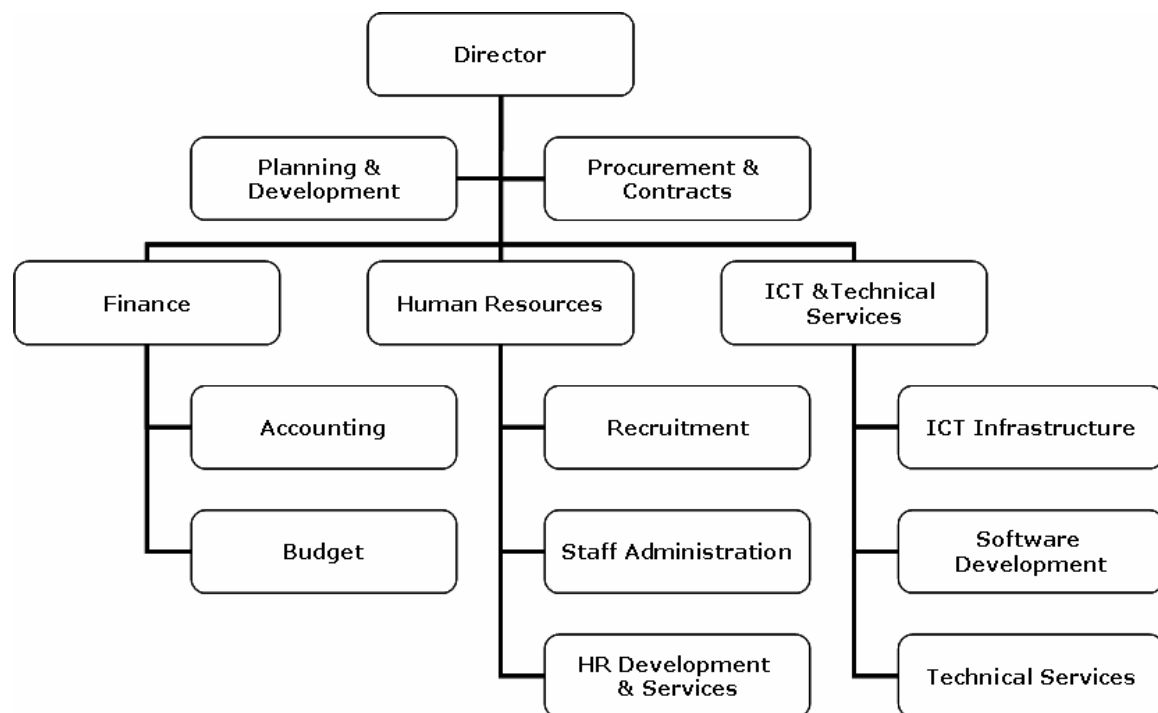 Director
Planning &
Development
Procurement &
Contracts
Finance
Human Resources
ICT &Technical
Services
Accounting
Recruitment
ICT Infrastructure
Budget
Staff Administration
Software
Development
HR Development
& Services
Technical Services